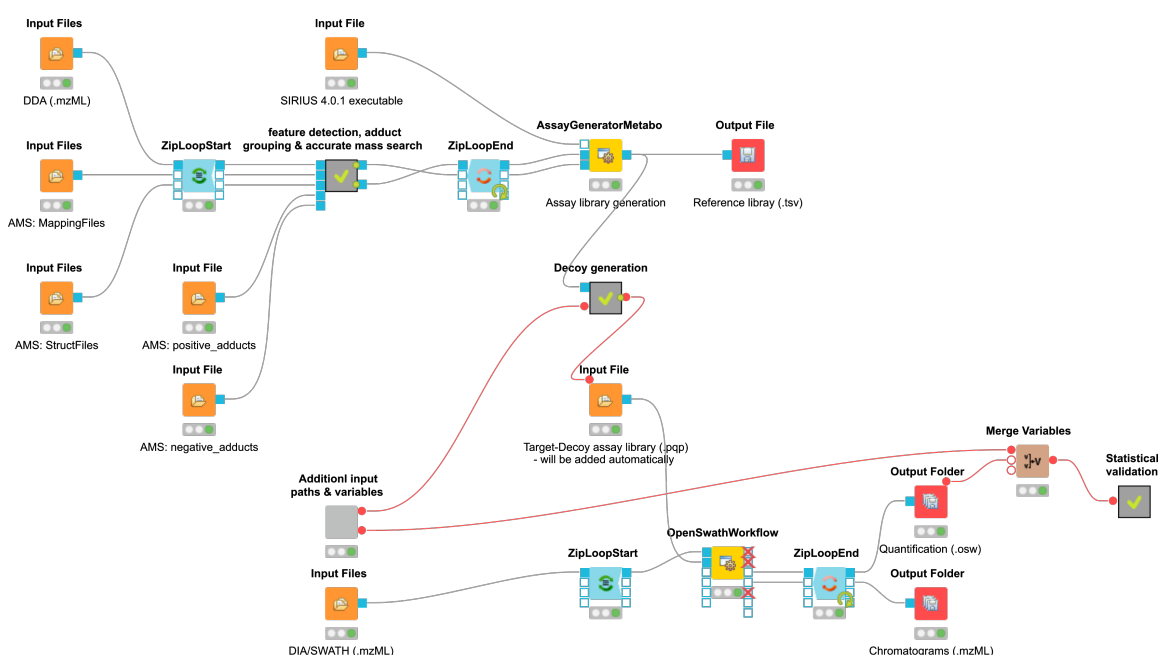 Input Files
DDA (.mzML)
Input File
SIRIUS 4.0.1 executable
Input Files
AMS: MappingFiles
ZipLoopStart
feature detection, adduct
grouping & accurate mass search
ZipLoopEnd
AssayGeneratorMetabo
Assay library generation
Output File
Reference libray (.tsv)
Input Files
AMS: StructFiles
Input File
AMS: positive_adducts
Input File
AMS: negative_adducts
Decoy generation
Input File
Target-Decoy assay library (.pqp)
- will be added automatically
Additionl input
paths & variables
Input Files
DIA/SWATH (.mzML)
ZipLoopStart
OpenSwathWorkflow
ZipLoopEnd
Output Folder
Quantification (.osw)
Output Folder
Chromatograms (.mzML)
Merge Variables
V
V
]→V
Statistical
validation